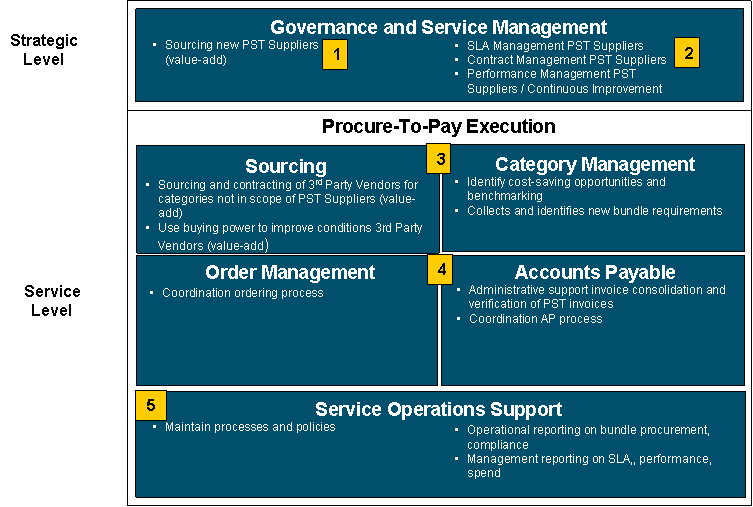 Strategic
Level
Governance and Service Management
• Sourcing new PST Suppliers
(value-add)
1
• SLA Management PST Suppliers
• Contract Management PST Suppliers
• Performance Management PST
Suppliers / Continuous Improvement
2
Procure-To-Pay Execution
Service
Level
Sourcing
• Sourcing and contracting of 3rd Party Vendors for
categories not in scope of PST Suppliers (value-
add)
• Use buying power to improve conditions 3rd Party
Vendors (value-add)
3
Category Management
• Identify cost-saving opportunities and
benchmarking
• Collects and identifies new bundle requirements
Order Management
• Coordination ordering process
4
Accounts Payable
• Administrative support invoice consolidation and
verification of PST invoices
• Coordination AP process
5
Service Operations Support
• Maintain processes and policies
• Operational reporting on bundle procurement,
compliance
• Management reporting on SLA,, performance,
spend